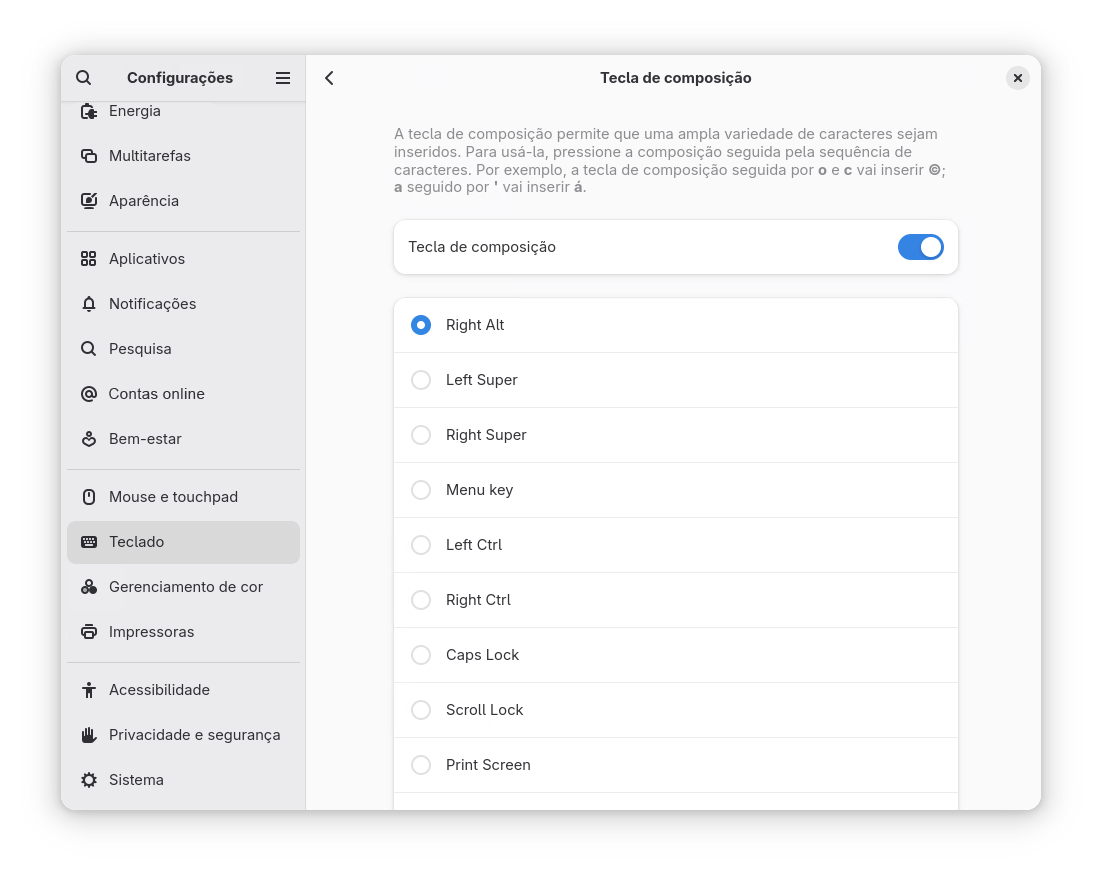 Configurações
Energia
Multitarefas
Aparência
Aplicativos
Notificações
Pesquisa
Contas online
Bem-estar
Mouse e touchpad
Teclado
Gerenciamento de cor
Impressoras
Acessibilidade
Privacidade e segurança
Sistema
Tecla de composição
A tecla de composição permite que uma ampla variedade de caracteres sejam
inseridos. Para usá-la, pressione a composição seguida pela sequência de
caracteres. Por exemplo, a tecla de composição seguida por o e c vai inserir ©;
a seguido por ' vai inserir á.
Tecla de composição
Right Alt
Left Super
Right Super
Menu key
Left Ctrl
Right Ctrl
Caps Lock
Scroll Lock
Print Screen